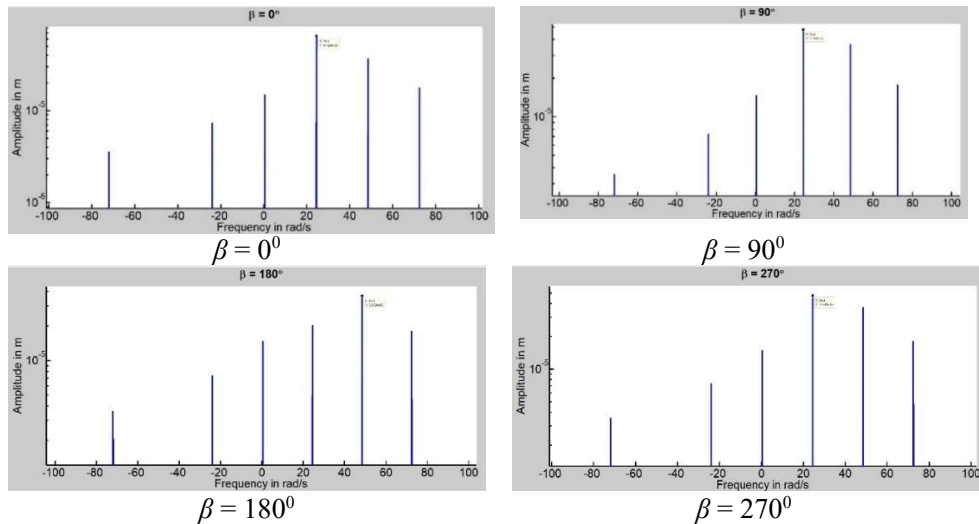 β = 0°
Amplitude in m
10⁻⁵
10⁻⁶
-100 -80 -60 -40 -20 0 20 40 60 80 100
Frequency in rad/s
β = 0⁰
β = 90°
Amplitude in m
10⁻⁵
-100 -80 -60 -40 -20 0 20 40 60 80 100
Frequency in rad/s
β = 90⁰
β = 180°
Amplitude in m
10⁻⁵
-100 -80 -60 -40 -20 0 20 40 60 80 100
Frequency in rad/s
β = 180⁰
β = 270°
Amplitude in m
10⁻⁵
-100 -80 -60 -40 -20 0 20 40 60 80 100
Frequency in rad/s
β = 270⁰